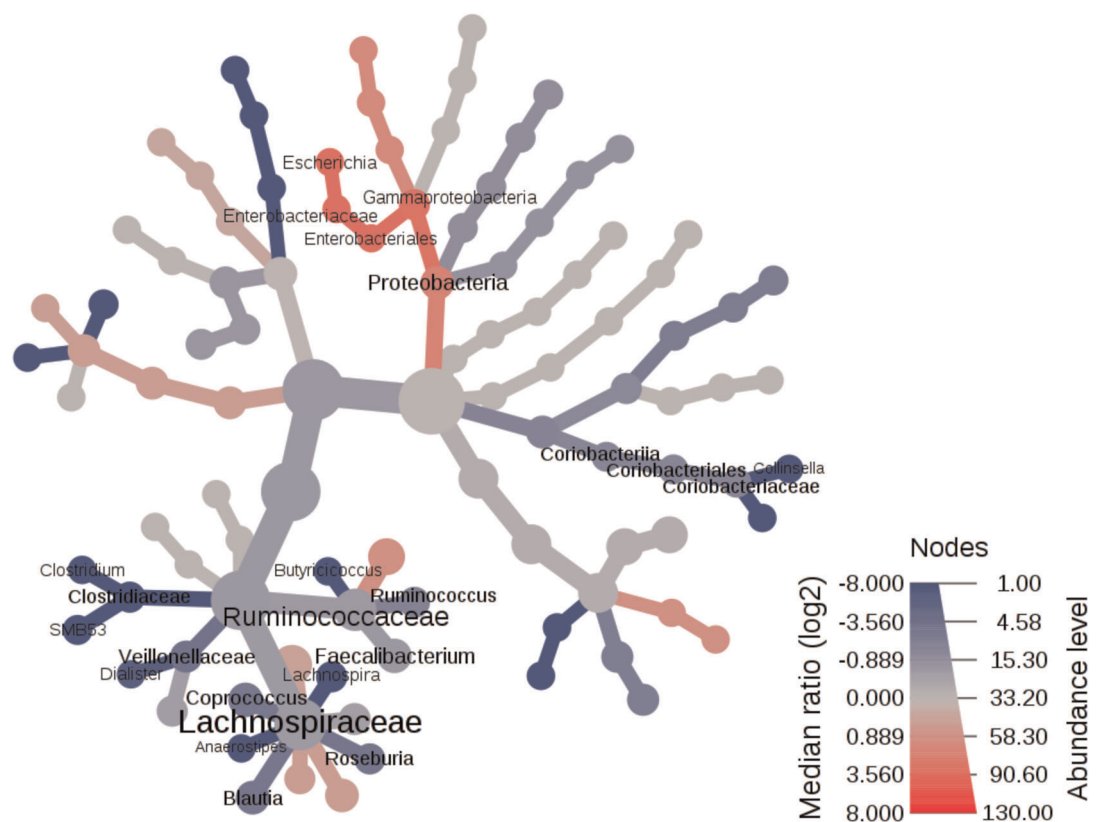 Escherichia
Gammaproteobacteria
Enterobacteriaceae
Enterobacteriales
Proteobacteria
Coriobacteriia
Coriobacteriales
Collinsella
Coriobacteriaceae
Clostridium
Butyricicoccus
Clostridiaceae
Ruminococcus
Ruminococcaceae
SMB53
Veillonellaceae
Faecalibacterium
Dialister
Lachnospira
Coprococcus
Lachnospiraceae
Anaerostipes
Roseburia
Blautia
Nodes
Median ratio (log2)
Abundance level
-8.000 1.00
-3.560 4.58
-0.889 15.30
0.000 33.20
0.889 58.30
3.560 90.60
8.000 130.00